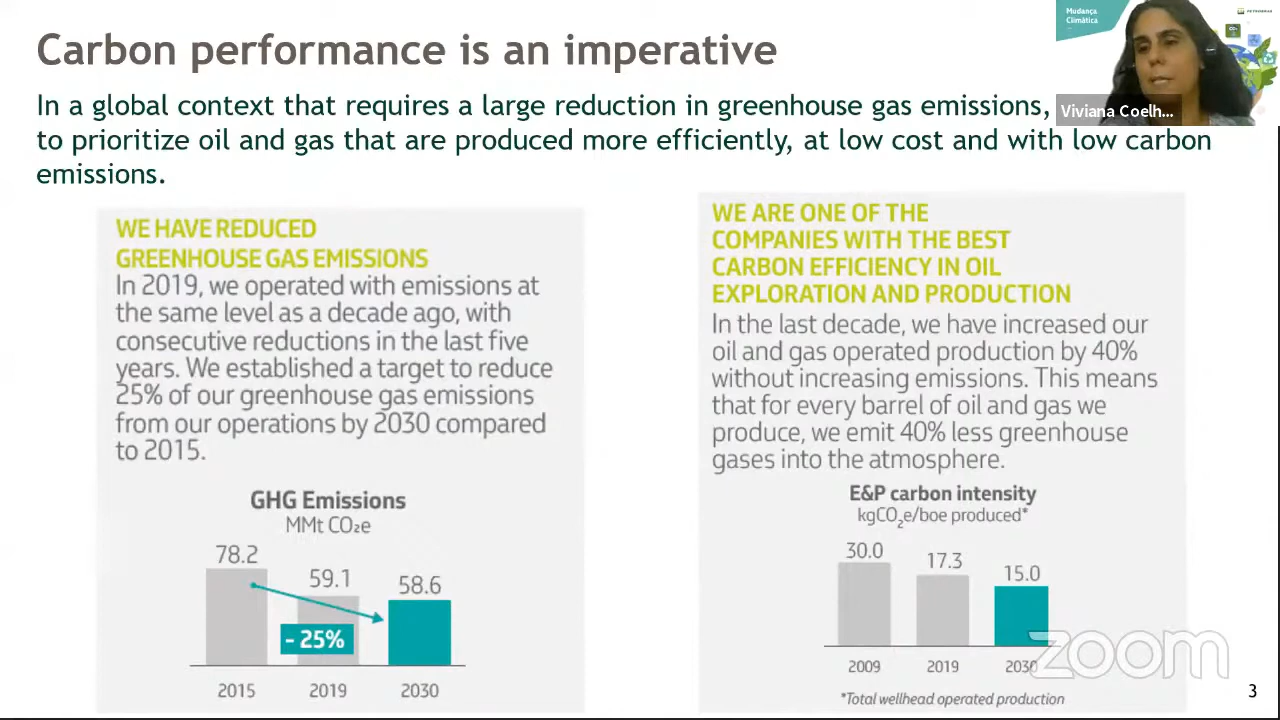 Carbon performance is an imperative
In a global context that requires a large reduction in greenhouse gas emissions,
to prioritize oil and gas that are produced more efficiently, at low cost and with low carbon
emissions.
Mudança
Climática
PETROBRAS
Viviana Coelh...
WE HAVE REDUCED
GREENHOUSE GAS EMISSIONS
In 2019, we operated with emissions at
the same level as a decade ago, with
consecutive reductions in the last five
years. We established a target to reduce
25% of our greenhouse gas emissions
from our operations by 2030 compared
to 2015.
GHG Emissions
MMt CO₂e
78.2
59.1
58.6
- 25%
2015 2019 2030
WE ARE ONE OF THE
COMPANIES WITH THE BEST
CARBON EFFICIENCY IN OIL
EXPLORATION AND PRODUCTION
In the last decade, we have increased our
oil and gas operated production by 40%
without increasing emissions. This means
that for every barrel of oil and gas we
produce, we emit 40% less greenhouse
gases into the atmosphere.
E&P carbon intensity
kgCO₂e/boe produced*
30.0
17.3
15.0
2009 2019 2030
*Total wellhead operated production
zoom
3